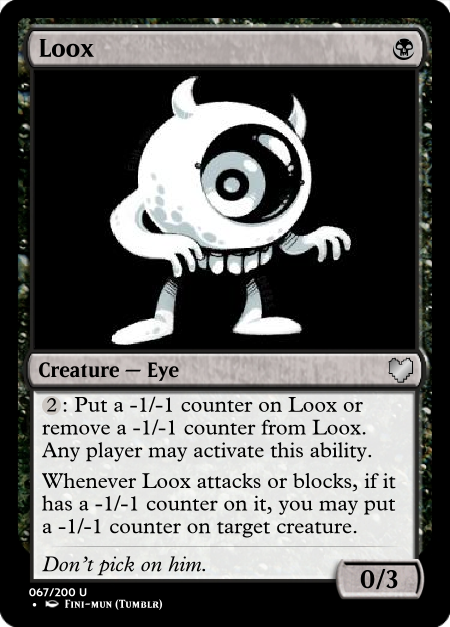 Loox
Creature — Eye
2: Put a -1/-1 counter on Loox or
remove a -1/-1 counter from Loox.
Any player may activate this ability.
Whenever Loox attacks or blocks, if it
has a -1/-1 counter on it, you may put
a -1/-1 counter on target creature.
Don't pick on him.
0/3
067/200 U
• Fini-mun (Tumblr)